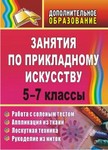 ДОПОЛНИТЕЛЬНОЕ
ОБРАЗОВАНИЕ
ЗАНЯТИЯ
ПО ПРИКЛАДНОМУ
ИСКУССТВУ
5-7 классы
Работа с соленым тестом
Аппликация из ткани
Лоскутная техника
Рукоделие из ниток